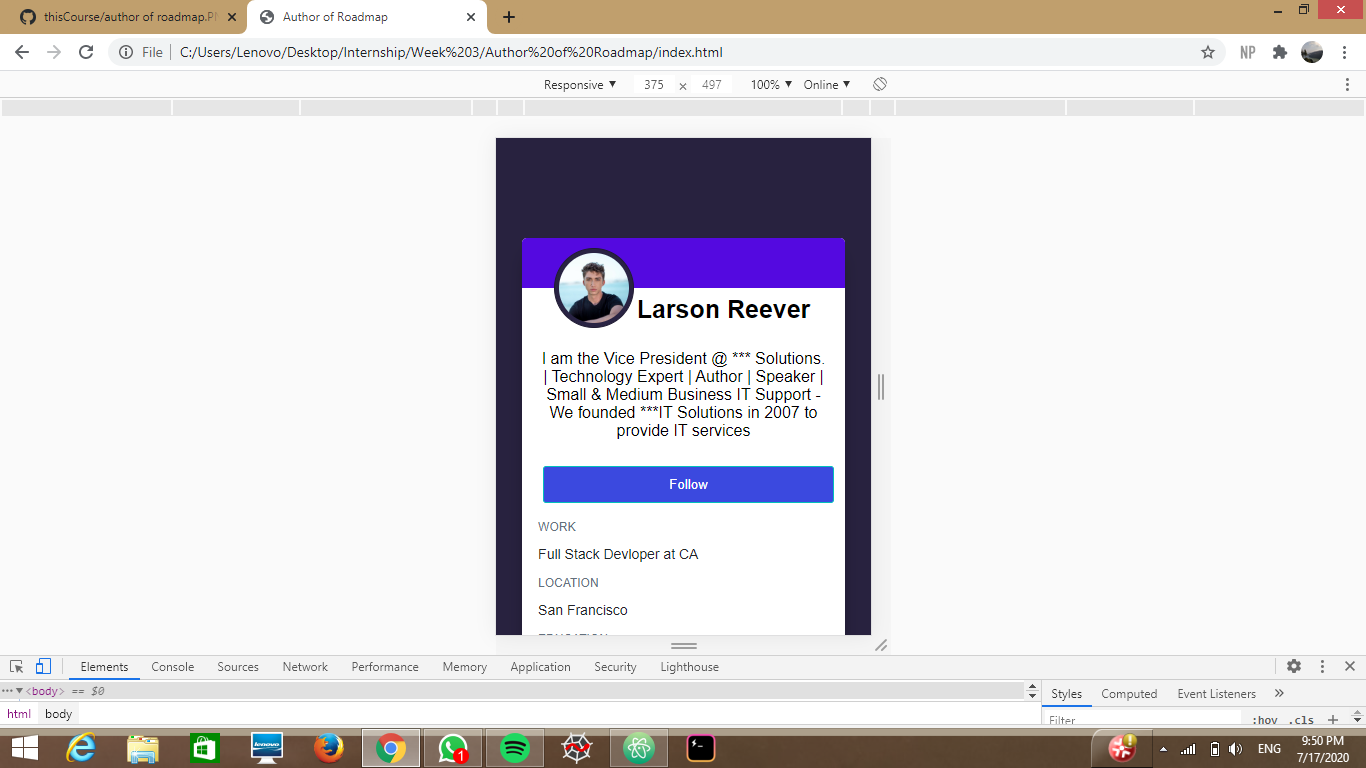 thisCourse/author of roadmap.PN
Author of Roadmap
File
C:/Users/Lenovo/Desktop/Internship/Week%203/Author%20of%20Roadmap/index.html
NP
Responsive ▼ 375 × 497 100% ▼ Online ▼
Larson Reever
I am the Vice President @ *** Solutions.
| Technology Expert | Author | Speaker |
Small & Medium Business IT Support -
We founded ***IT Solutions in 2007 to
provide IT services
Follow
WORK
Full Stack Devloper at CA
LOCATION
San Francisco
EDUCATION
Elements Console Sources Network Performance Memory Application Security Lighthouse
…▼<body> == $0
Styles Computed Event Listeners »
html body
Filter :hov .cls +
lenovo
1
ENG
9:50 PM
7/17/2020